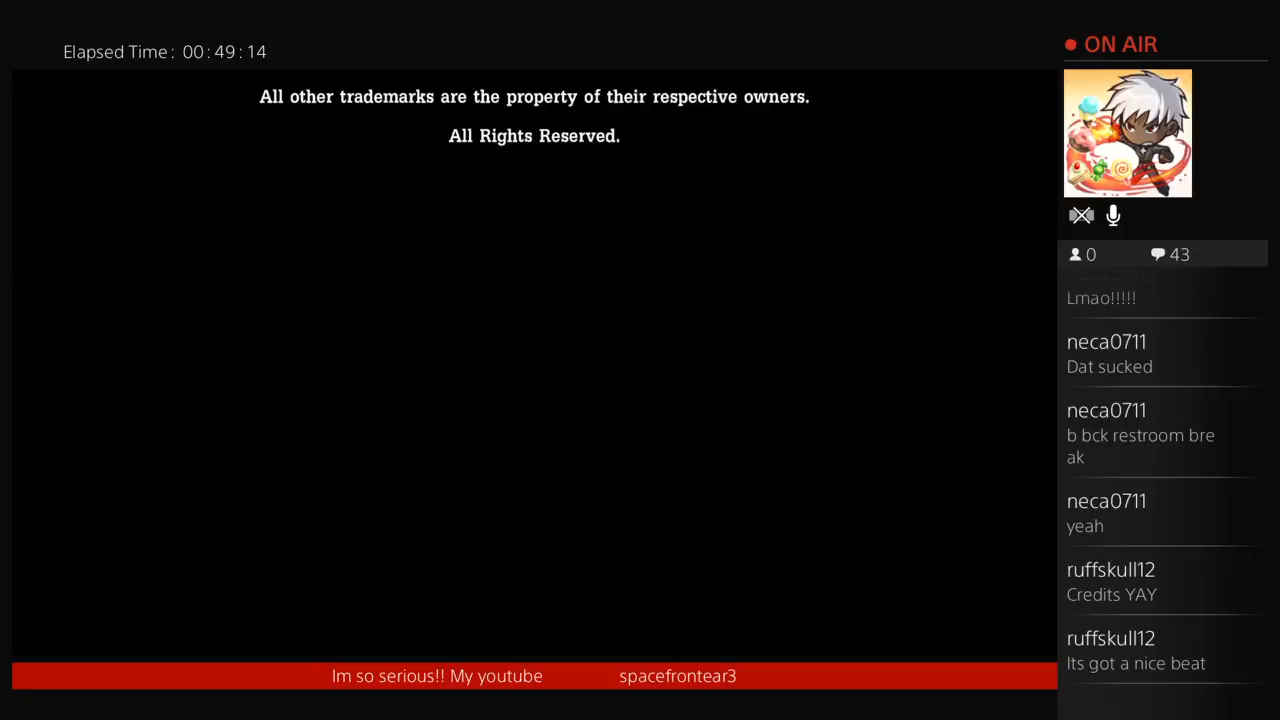 Elapsed Time: 00:49:14
ON AIR
All other trademarks are the property of their respective owners.
All Rights Reserved.
0 43
Lmao!!!!!
neca0711
Dat sucked
neca0711
b bck restroom bre
ak
neca0711
yeah
ruffskull12
Credits YAY
ruffskull12
Its got a nice beat
Im so serious!! My youtube spacefrontear3